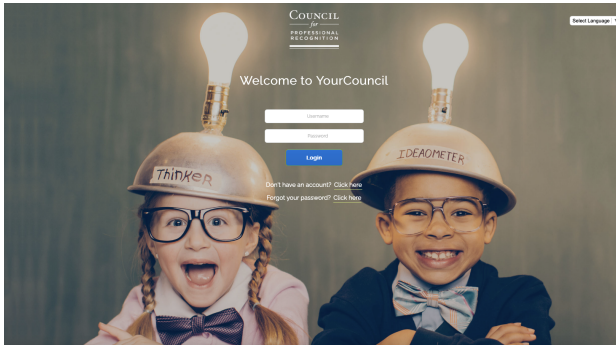 COUNCIL
for
PROFESSIONAL
RECOGNITION
Select Language
Welcome to YourCouncil
Username
Password
Login
Thinker
IDEAOMETER
Don't have an account? Click here
Forgot your password? Click here